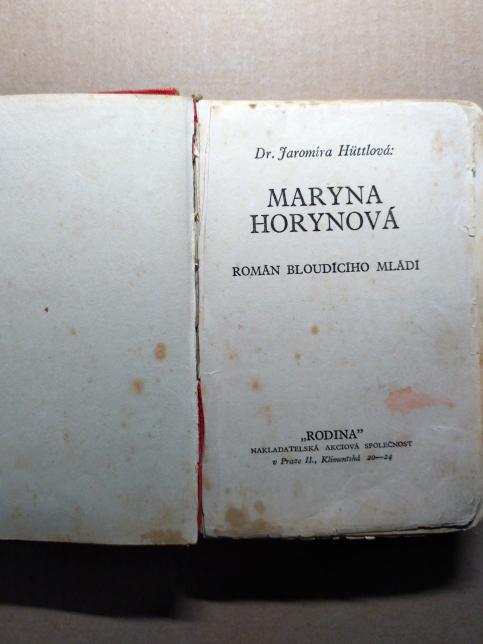 Dr. Jaromíra Hüttlová:
MARYNA
HORYNOVÁ
ROMÁN BLOUDÍCÍHO MLÁDÍ
„RODINA”
NAKLADATELSKÁ AKCIOVÁ SPOLEČNOST
v Praze II., Klimentská 20—24